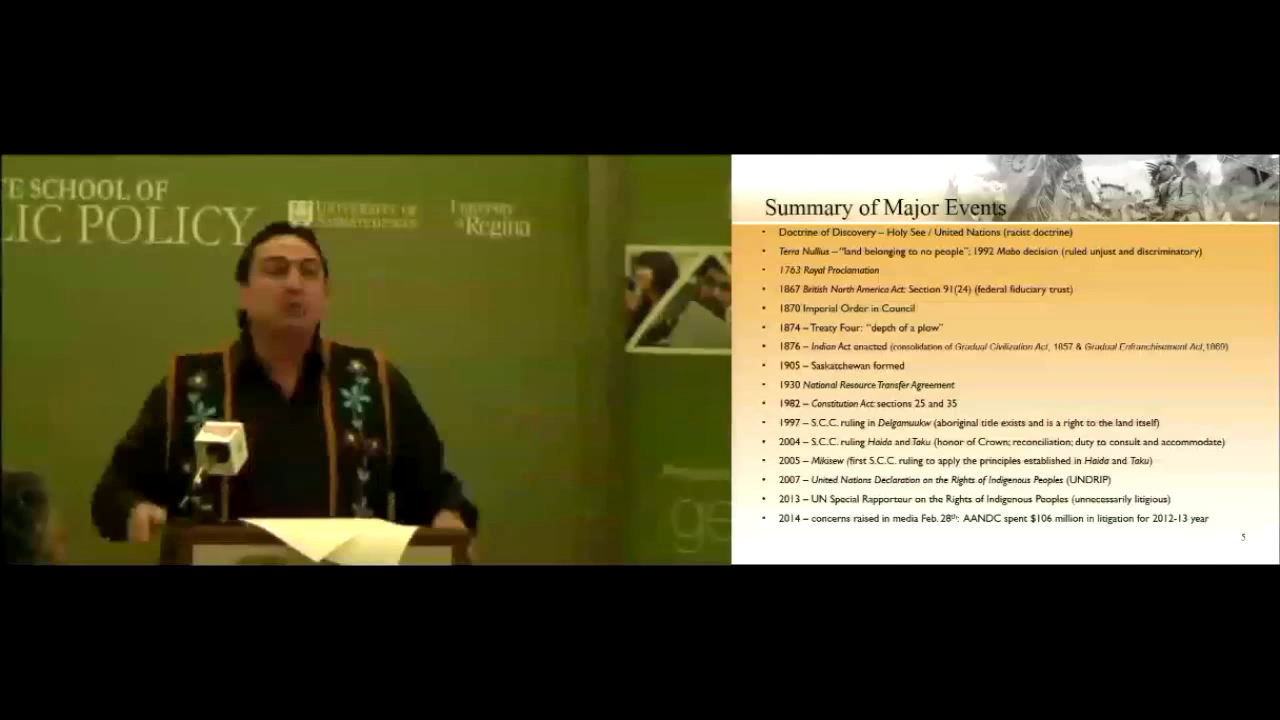 E SCHOOL OF
LIC POLICY
UNIVERSITY OF
SASKATCHEWAN
University
of Regina
ge
Summary of Major Events
• Doctrine of Discovery – Holy See / United Nations (racist doctrine)
• Terra Nullius – "land belonging to no people"; 1992 Mabo decision (ruled unjust and discriminatory)
• 1763 Royal Proclamation
• 1867 British North America Act: Section 91(24) (federal fiduciary trust)
• 1870 Imperial Order in Council
• 1874 – Treaty Four: "depth of a plow"
• 1876 – Indian Act enacted (consolidation of Gradual Civilization Act, 1857 & Gradual Enfranchisement Act,1869)
• 1905 – Saskatchewan formed
• 1930 National Resource Transfer Agreement
• 1982 – Constitution Act: sections 25 and 35
• 1997 – S.C.C. ruling in Delgamuukw (aboriginal title exists and is a right to the land itself)
• 2004 – S.C.C. ruling Haida and Taku (honor of Crown; reconciliation; duty to consult and accommodate)
• 2005 – Mikisew (first S.C.C. ruling to apply the principles established in Haida and Taku)
• 2007 – United Nations Declaration on the Rights of Indigenous Peoples (UNDRIP)
• 2013 – UN Special Rapporteur on the Rights of Indigenous Peoples (unnecessarily litigious)
• 2014 – concerns raised in media Feb. 28th: AANDC spent $106 million in litigation for 2012-13 year
5